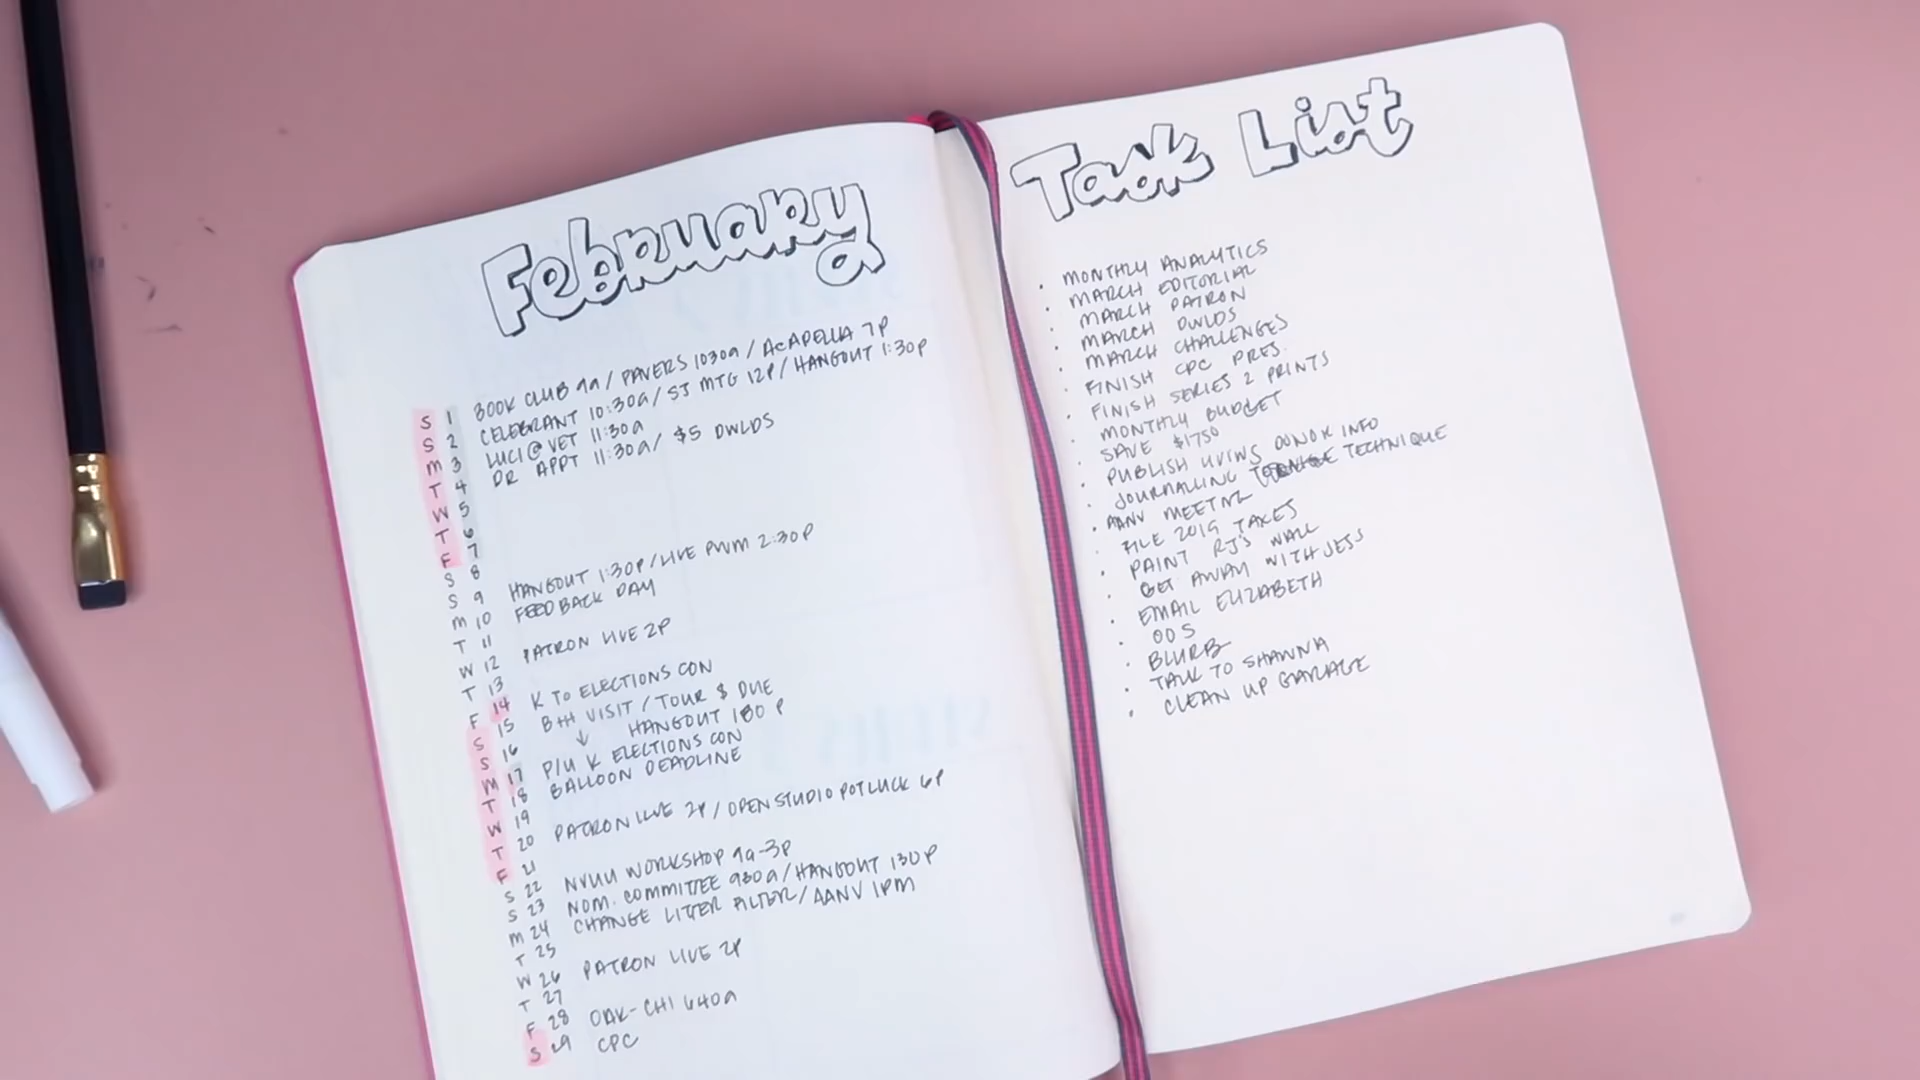 February
S 1 BOOK CLUB 9a / PAVERS 1030a / ACAPELLA 7P
S 2 CELEBRANT 10:30a / SJ MTG 12P / HANGOUT 1:30P
M 3 LUCI @ VET 11:30a
T 4 DR APPT 11:30a / $5 DWLDS
W 5
T 6
F 7
S 8
S 9 HANGOUT 1:30P / LIVE PWM 2:30P
M 10 FEEDBACK DAY
T 11
W 12 PATRON LIVE 2P
T 13
F 14 K TO ELECTIONS CON
S 15 VISIT / TOUR $ DUE
S 16 ↓ HANGOUT 130 P
M 17 P/U K ELECTIONS CON
T 18 BALLOON DEADLINE
W 19
T 20 PATRON LIVE 2P / OPEN STUDIO POTLUCK 6P
F 21
S 22 NVUU WORKSHOP 9a-3P
S 23 NOM. COMMITTEE 930a / HANGOUT 130P
M 24 CHANGE LITTER FILTER / AANV 1PM
T 25
W 26 PATRON LIVE 2P
T 27
F 28 OAK-CHI 640a
S 29 CPC
Task List
· MONTHLY ANALYTICS
· MARCH EDITORIAL
· MARCH PATRON
· MARCH DWLDS
· MARCH CHALLENGES
· FINISH CPC PRES.
· FINISH SERIES 2 PRINTS
· MONTHLY BUDGET
· SAVE $1750
· PUBLISH INFO
· JOURNALLING TECHNIQUE
· AANV MEETING
· FILE 2019 TAXES
· PAINT RJ'S WALL
· GET AWAY WITH JESS
· EMAIL ELIZABETH
· ODS
· BLURB
· TALK TO SHAWNA
· CLEAN UP GARAGE